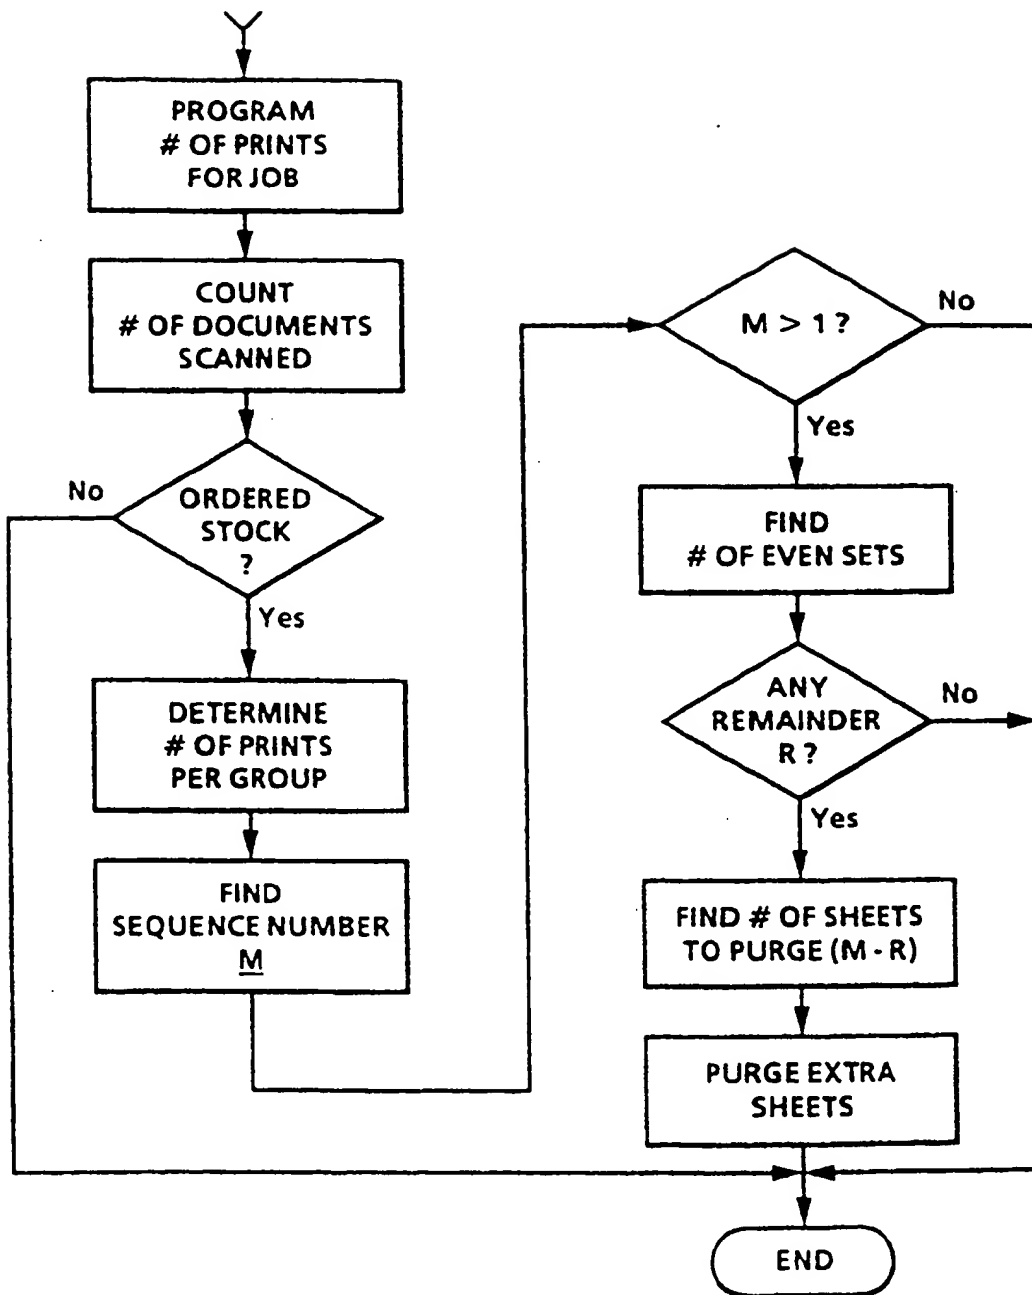 PROGRAM
# OF PRINTS
FOR JOB
COUNT
# OF DOCUMENTS
SCANNED
No
ORDERED
STOCK
?
Yes
DETERMINE
# OF PRINTS
PER GROUP
FIND
SEQUENCE NUMBER
M
M > 1 ?
No
Yes
FIND
# OF EVEN SETS
ANY
REMAINDER
R ?
No
Yes
FIND # OF SHEETS
TO PURGE (M - R)
PURGE EXTRA
SHEETS
END